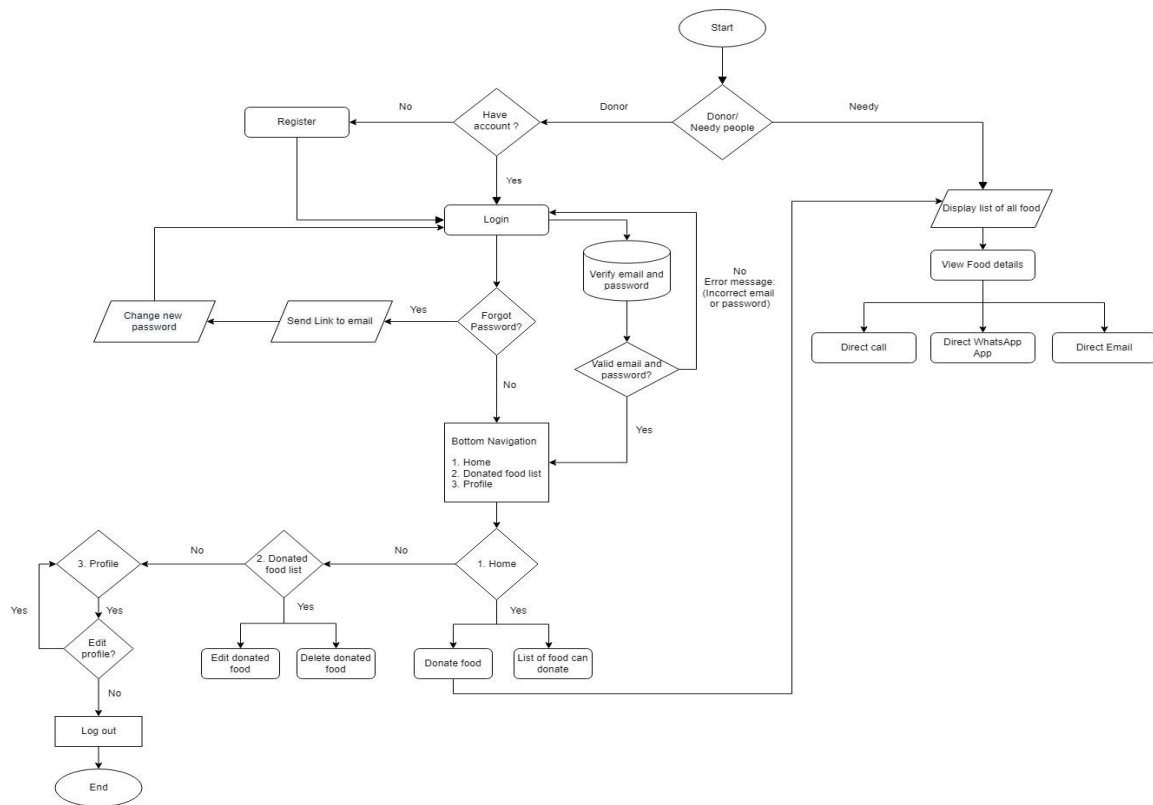 Start
Donor/
Needy people
Donor
Needy
Have
account ?
No
Register
Yes
Login
Display list of all food
Verify email and
password
No
Error message:
(Incorrect email
or password)
View Food details
Change new
password
Send Link to email
Yes
Forgot
Password?
Direct call
Direct WhatsApp
App
Direct Email
Valid email and
password?
No
Yes
Bottom Navigation
1. Home
2. Donated food list
3. Profile
3. Profile
No
2. Donated
food list
No
1. Home
Yes
Yes
Yes
Yes
Edit
profile?
Edit donated
food
Delete donated
food
Donate food
List of food can
donate
No
Log out
End